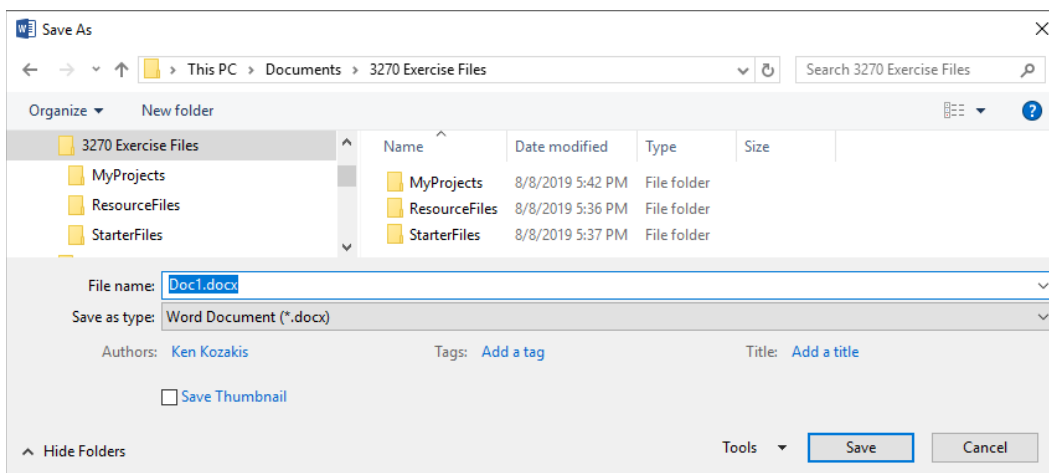 Save As
This PC > Documents > 3270 Exercise Files
Search 3270 Exercise Files
Organize New folder
?
3270 Exercise Files
MyProjects
ResourceFiles
StarterFiles
Name Date modified Type Size
MyProjects 8/8/2019 5:42 PM File folder
ResourceFiles 8/8/2019 5:36 PM File folder
StarterFiles 8/8/2019 5:37 PM File folder
File name: Doc1.docx
Save as type: Word Document (*.docx)
Authors: Ken Kozakis Tags: Add a tag Title: Add a title
Save Thumbnail
Hide Folders Tools Save Cancel